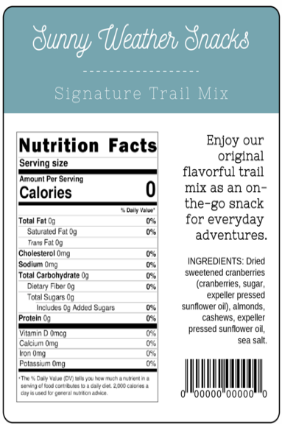 Sunny Weather Snacks
Signature Trail Mix
Nutrition Facts
Serving size
Amount Per Serving
Calories 0
% Daily Value*
Total Fat 0g 0%
Saturated Fat 0g 0%
Trans Fat 0g
Cholesterol 0mg 0%
Sodium 0mg 0%
Total Carbohydrate 0g 0%
Dietary Fiber 0g 0%
Total Sugars 0g
Includes 0g Added Sugars 0%
Protein 0g 0%
Vitamin D 0mcg 0%
Calcium 0mg 0%
Iron 0mg 0%
Potassium 0mg 0%
*The % Daily Value (DV) tells you how much a nutrient in a
serving of food contributes to a daily diet. 2,000 calories a
day is used for general nutrition advice.
Enjoy our
original
flavorful trail
mix as an on-
the-go snack
for everyday
adventures.
INGREDIENTS: Dried
sweetened cranberries
(cranberries, sugar,
expeller pressed
sunflower oil), almonds,
cashews, expeller
pressed sunflower oil,
sea salt.
0 00000 00000 0